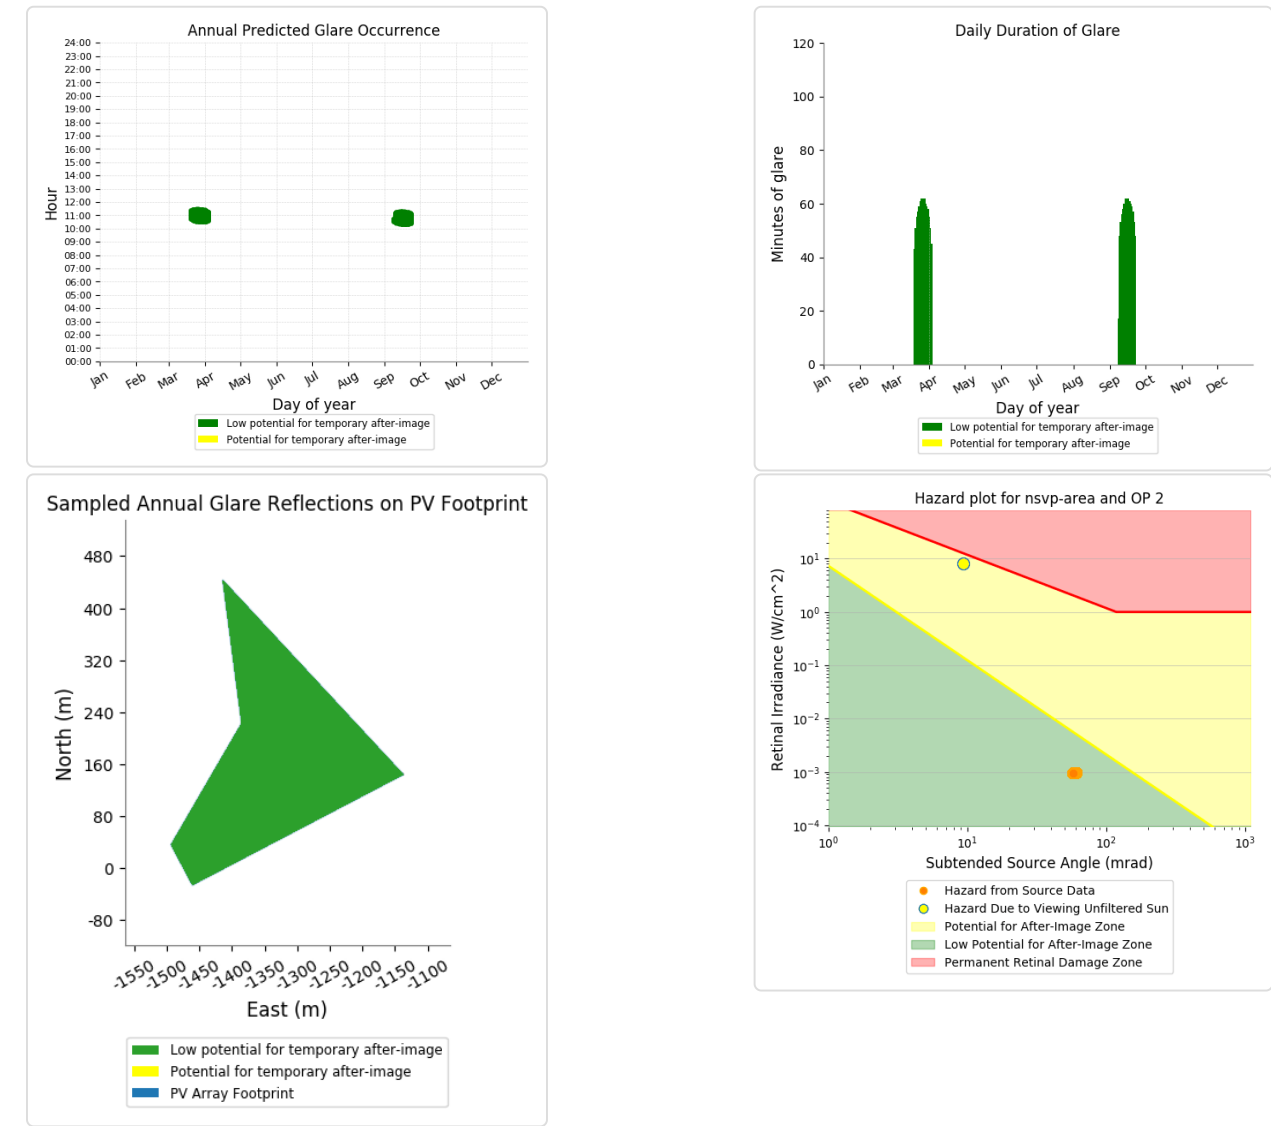 Annual Predicted Glare Occurrence
24:00
23:00
22:00
21:00
20:00
19:00
18:00
17:00
16:00
15:00
14:00
13:00
12:00
11:00
10:00
09:00
08:00
07:00
06:00
05:00
04:00
03:00
02:00
01:00
00:00
Hour
Jan Feb Mar Apr May Jun Jul Aug Sep Oct Nov Dec
Day of year
Low potential for temporary after-image
Potential for temporary after-image
Daily Duration of Glare
120
100
80
60
40
20
0
Minutes of glare
Jan Feb Mar Apr May Jun Jul Aug Sep Oct Nov Dec
Day of year
Low potential for temporary after-image
Potential for temporary after-image
Sampled Annual Glare Reflections on PV Footprint
480
400
320
240
160
80
0
-80
North (m)
-1550 -1500 -1450 -1400 -1350 -1300 -1250 -1200 -1150 -1100
East (m)
Low potential for temporary after-image
Potential for temporary after-image
PV Array Footprint
Hazard plot for nsvp-area and OP 2
10^1
10^0
10^−1
10^−2
10^−3
10^−4
Retinal Irradiance (W/cm^2)
10^0 10^1 10^2 10^3
Subtended Source Angle (mrad)
Hazard from Source Data
Hazard Due to Viewing Unfiltered Sun
Potential for After-Image Zone
Low Potential for After-Image Zone
Permanent Retinal Damage Zone